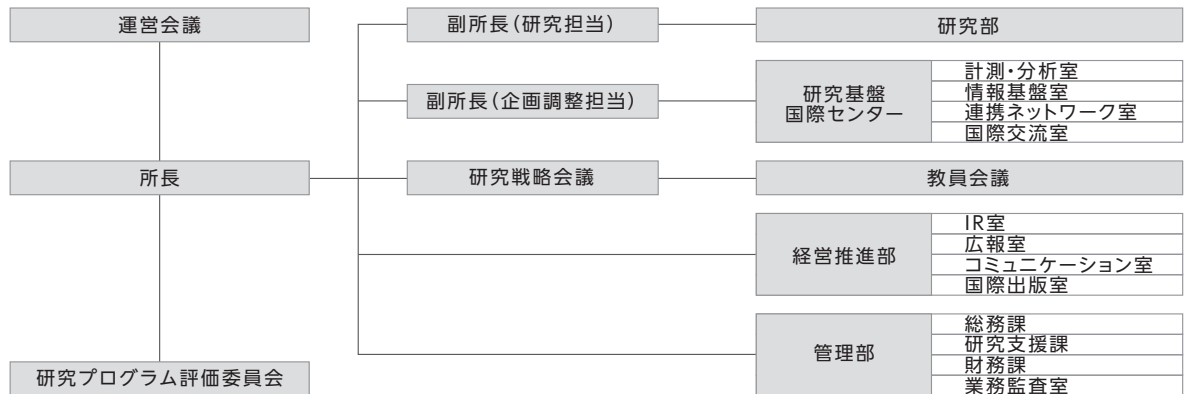 運営会議
所長
研究プログラム評価委員会
副所長（研究担当）
副所長（企画調整担当）
研究戦略会議
研究部
研究基盤
国際センター
計測・分析室
情報基盤室
連携ネットワーク室
国際交流室
教員会議
経営推進部
IR室
広報室
コミュニケーション室
国際出版室
管理部
総務課
研究支援課
財務課
業務監査室